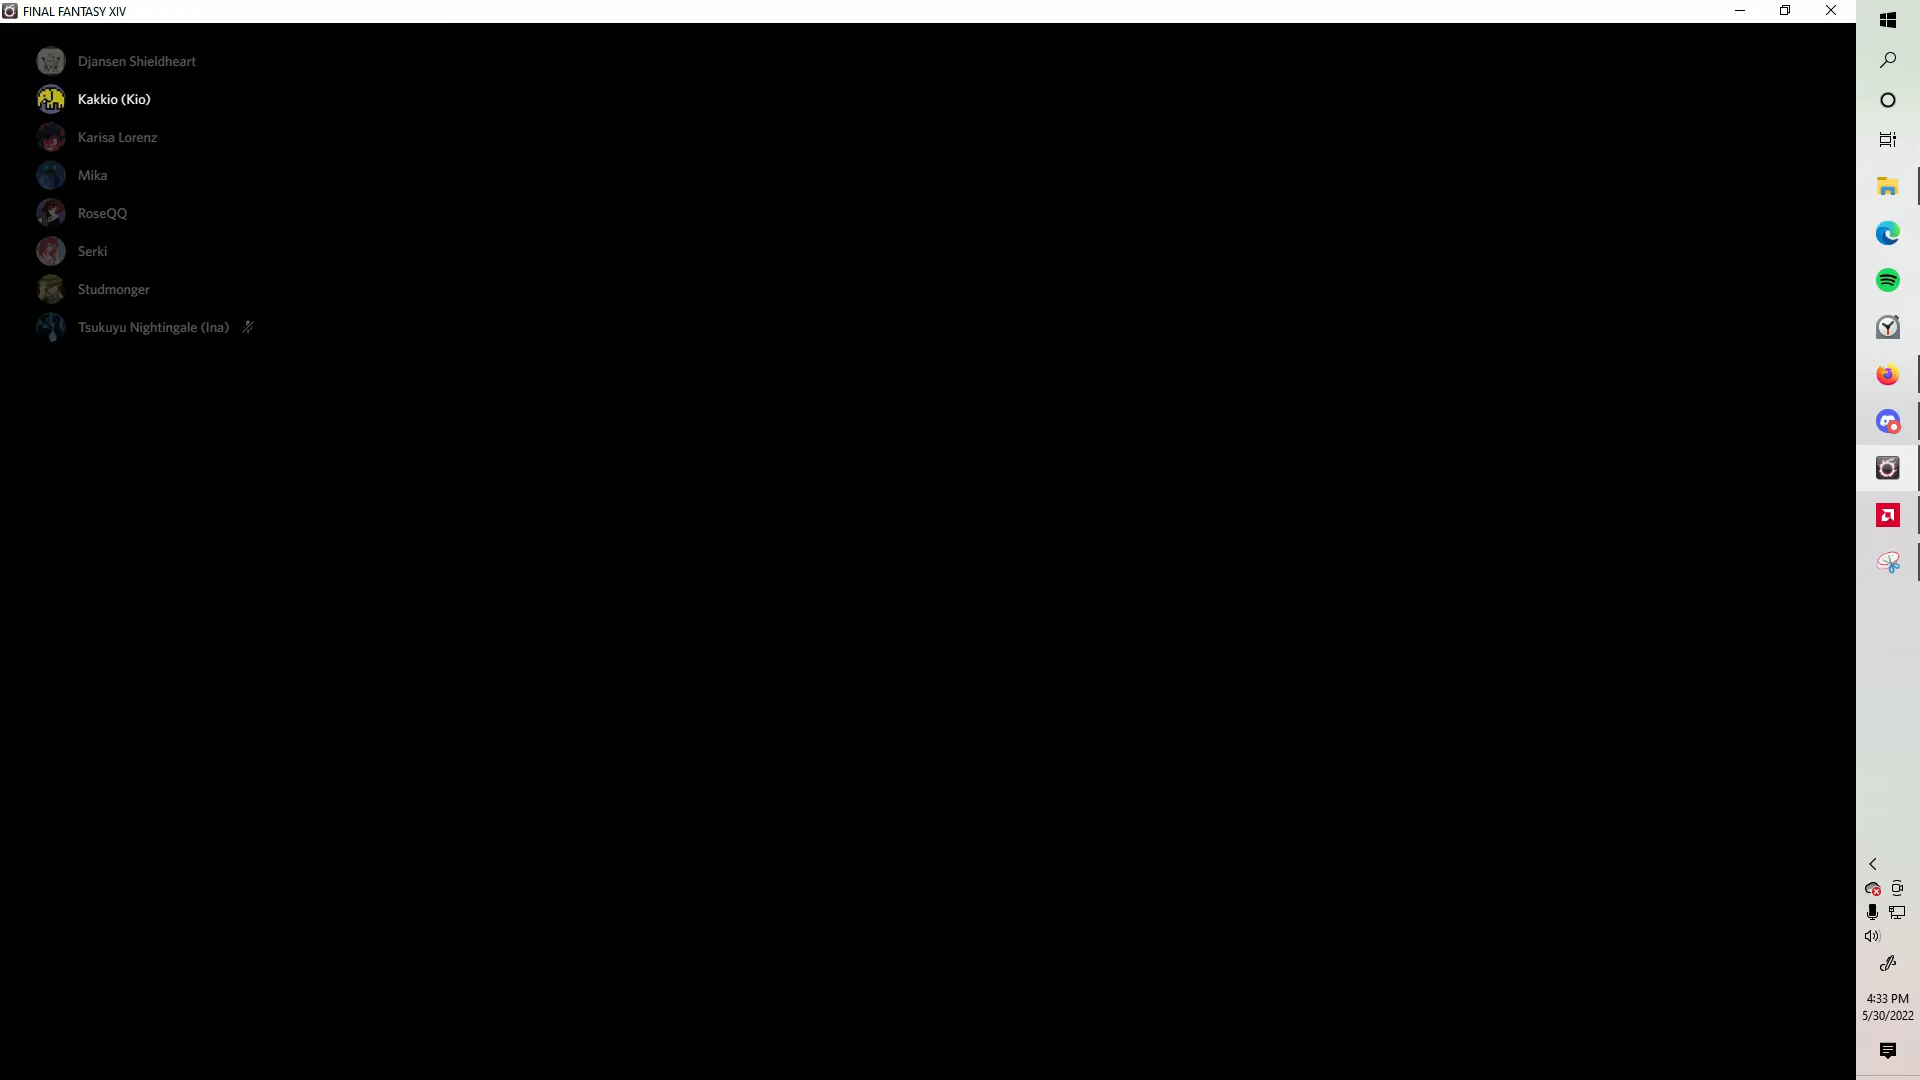 FINAL FANTASY XIV
Djansen Shieldheart
Kakkio (Kio)
Karisa Lorenz
Mika
RoseQQ
Serki
Studmonger
Tsukuyu Nightingale (Ina)
4:33 PM
5/30/2022